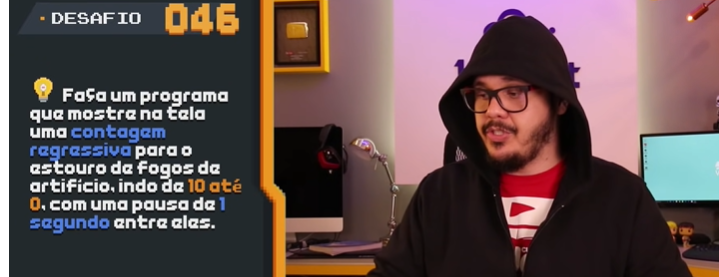 DESAFIO 046
Faça um programa
que mostre na tela
uma contagem
regressiva para o
estouro de fogos de
artifício, indo de 10 até
0, com uma pausa de 1
segundo entre eles.